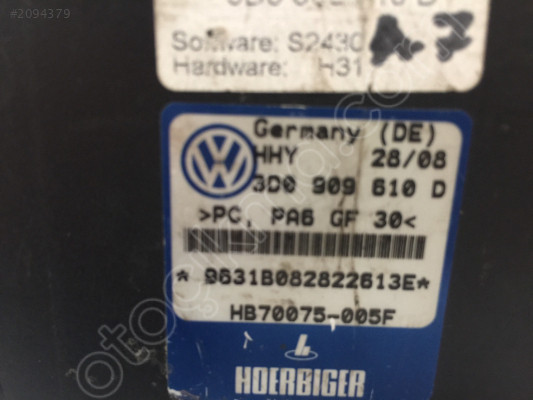 #2094379
Software: S2430
Hardware: H31
A-7
Germany (DE)
HHY 28/08
3D0 909 610 D
>PC, PA6 GF 30<
* 9631B082822613E*
HB70075-005F
HOERBIGER